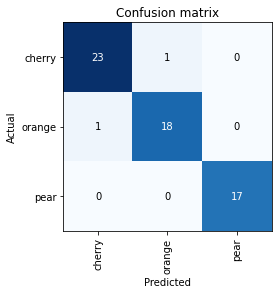 Confusion matrix
cherry 23 1 0
orange 1 18 0
pear 0 0 17
Actual
cherry orange pear
Predicted